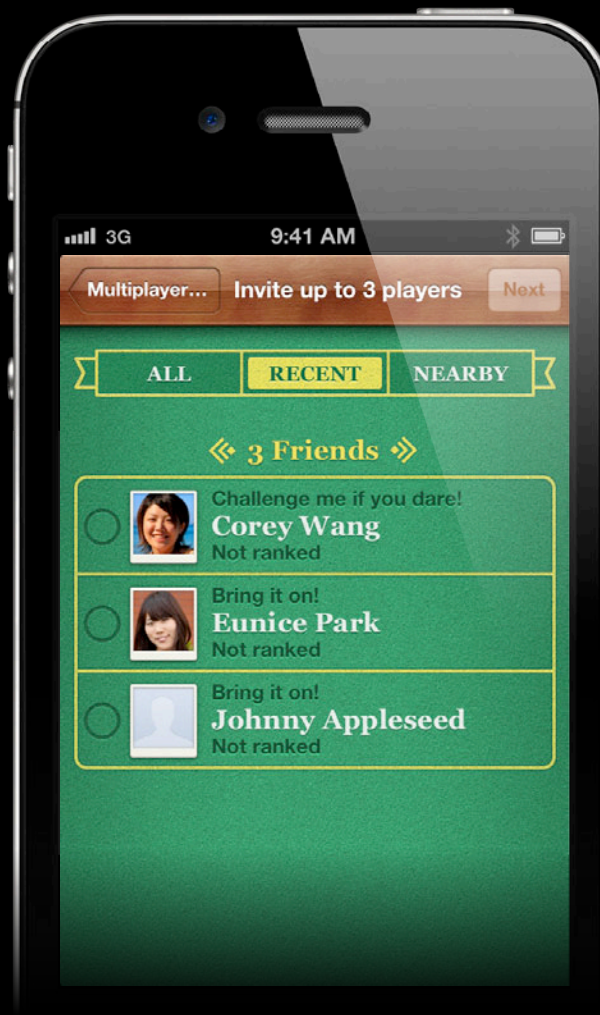 3G 9:41 AM
Multiplayer... Invite up to 3 players Next
ALL RECENT NEARBY
3 Friends
Challenge me if you dare!
Corey Wang
Not ranked
Bring it on!
Eunice Park
Not ranked
Bring it on!
Johnny Appleseed
Not ranked